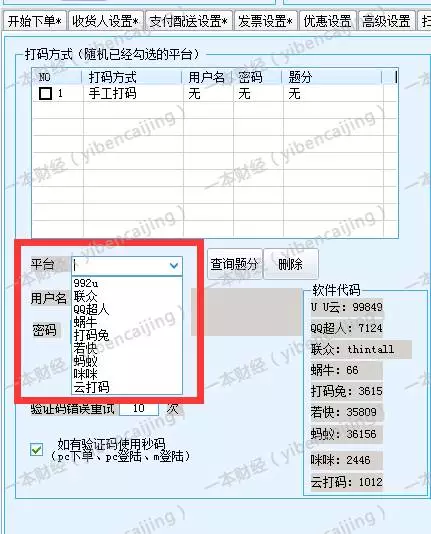 开始下单* 收货人设置* 支付配送设置* 发票设置* 优惠设置 高级设置 扫
打码方式（随机已经勾选的平台）
NO 打码方式 用户名 密码 题分
1 手工打码 无 无 无
平台 查询题分 删除
992u
联众
QQ超人
蜗牛
打码兔
若快
蚂蚁
咪咪
云打码
用户名
密码
软件代码
U U云：99849
QQ超人：7124
联众：thintall
蜗牛：66
打码兔：3615
若快：35809
蚂蚁：36156
咪咪：2446
云打码：1012
验证码错误重试 10 次
如有验证码使用秒码
（pc下单、pc登陆、m登陆）
一本财经（yibencaijing）